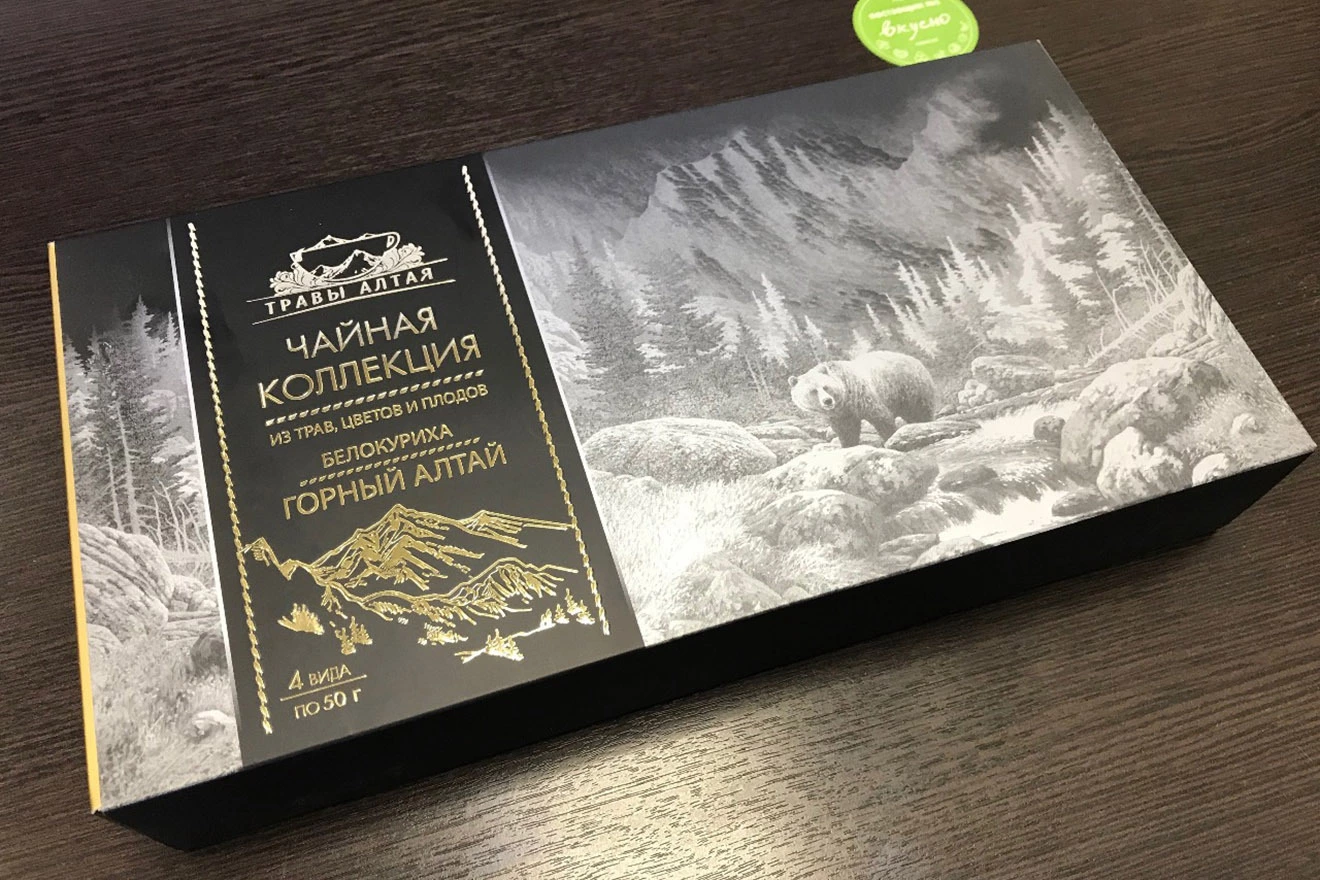 вкусно
ТРАВЫ АЛТАЯ
ЧАЙНАЯ
КОЛЛЕКЦИЯ
ИЗ ТРАВ, ЦВЕТОВ И ПЛОДОВ
БЕЛОКУРИХА
ГОРНЫЙ АЛТАЙ
4 ВИДА
ПО 50 Г